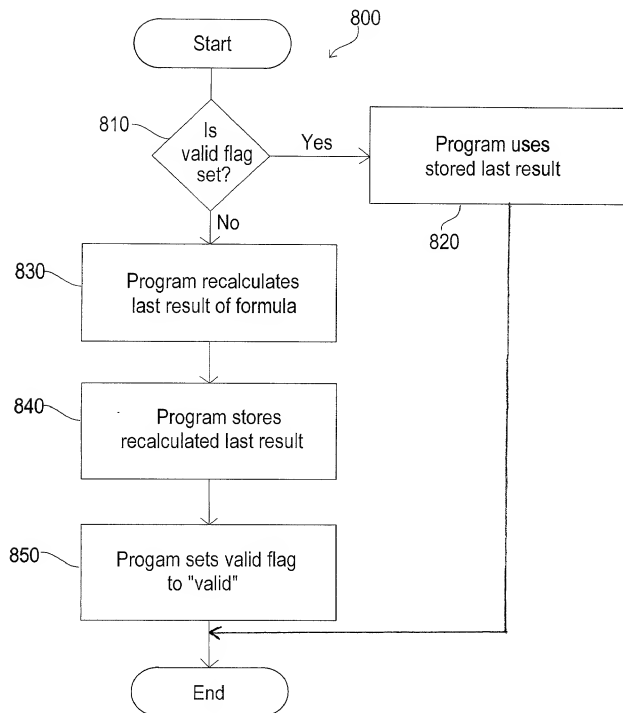 800
Start
810
Is
valid flag
set?
Yes
Program uses
stored last result
820
No
830
Program recalculates
last result of formula
840
Program stores
recalculated last result
850
Progam sets valid flag
to "valid"
End